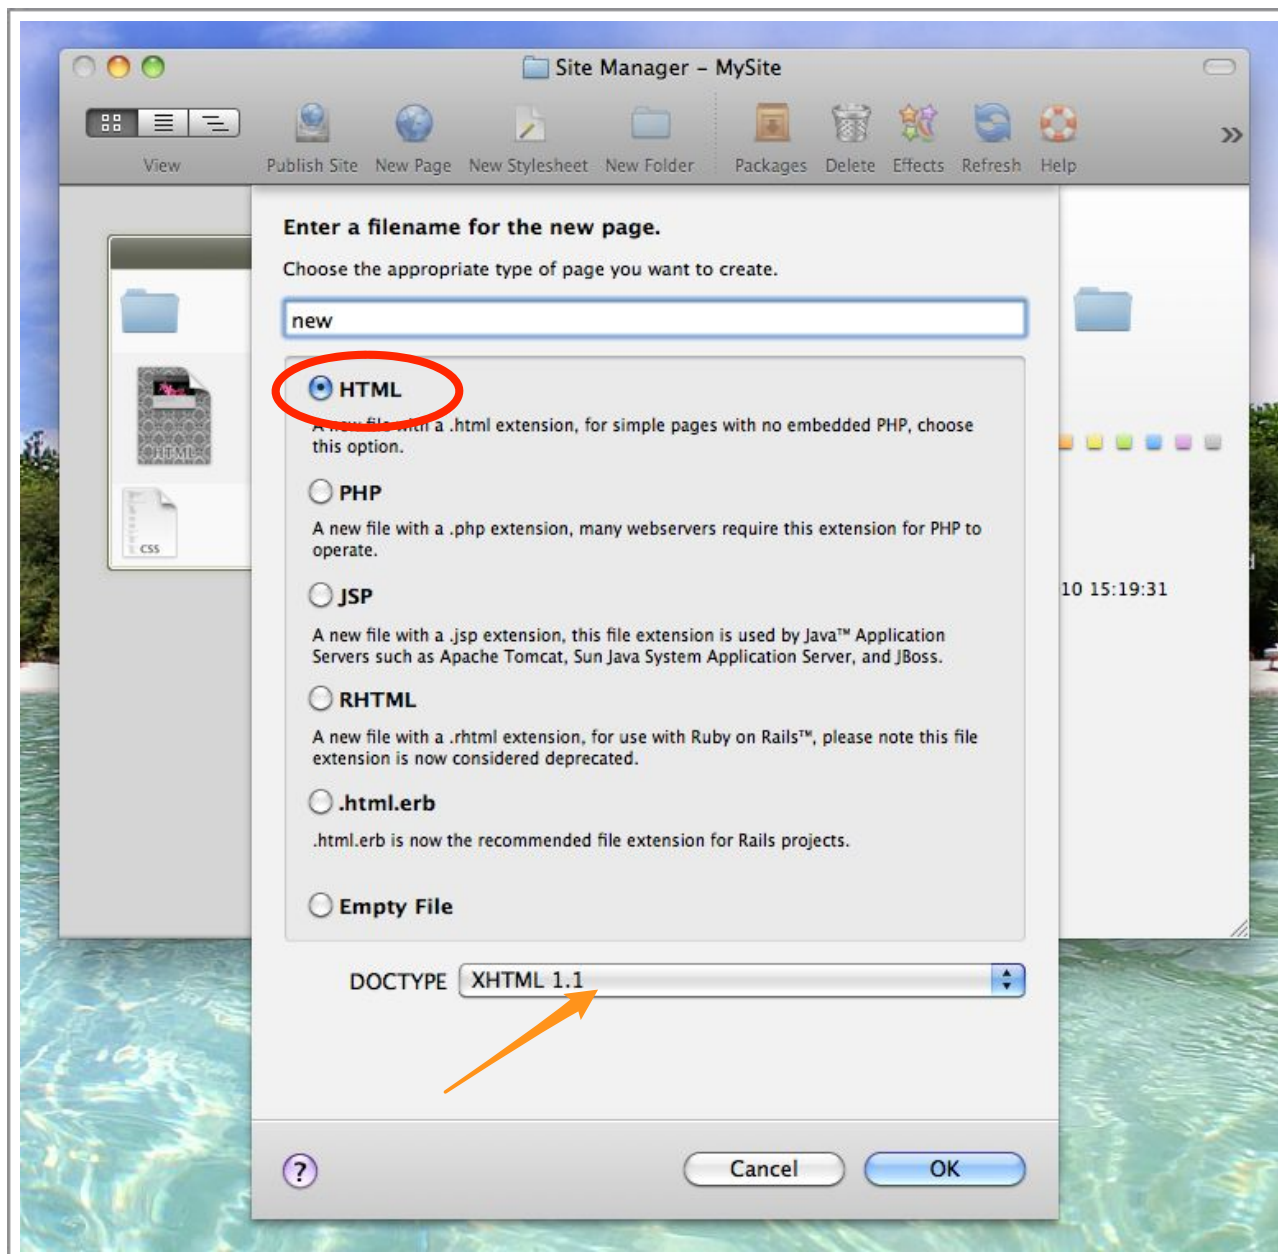 Site Manager – MySite
View
Publish Site New Page New Stylesheet New Folder Packages Delete Effects Refresh Help
Enter a filename for the new page.
Choose the appropriate type of page you want to create.
new
HTML
A new file with a .html extension, for simple pages with no embedded PHP, choose
this option.
PHP
A new file with a .php extension, many webservers require this extension for PHP to
operate.
JSP
A new file with a .jsp extension, this file extension is used by Java™ Application
Servers such as Apache Tomcat, Sun Java System Application Server, and JBoss.
RHTML
A new file with a .rhtml extension, for use with Ruby on Rails™, please note this file
extension is now considered deprecated.
.html.erb
.html.erb is now the recommended file extension for Rails projects.
Empty File
DOCTYPE XHTML 1.1
? Cancel OK
HTML
CSS
10 15:19:31